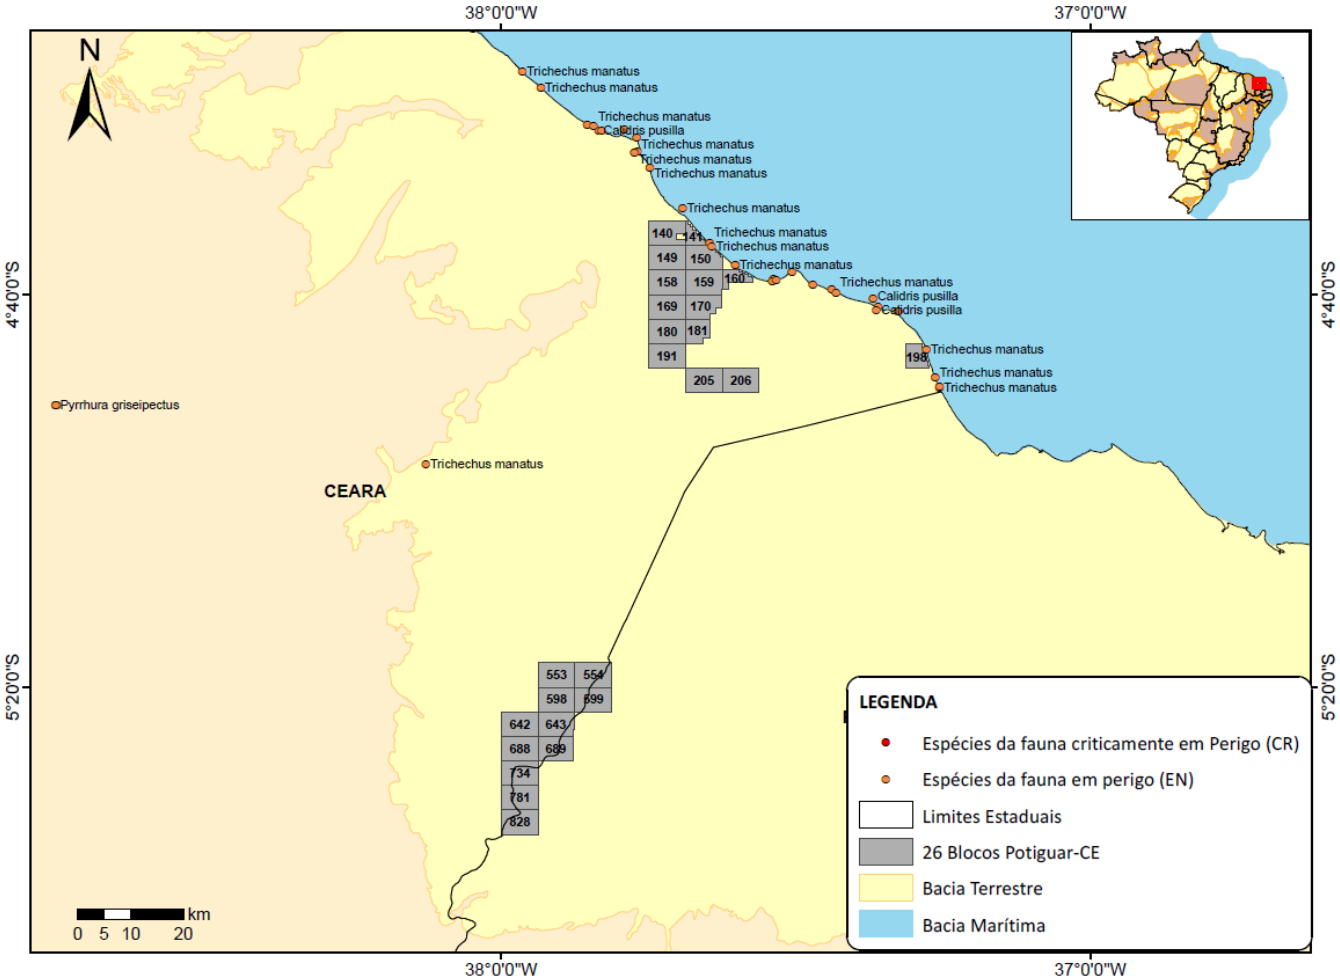 38°0'0"W
37°0'0"W
N
Trichechus manatus
Trichechus manatus
Trichechus manatus
Calidris pusilla
Trichechus manatus
Trichechus manatus
Trichechus manatus
Trichechus manatus
140
141
Trichechus manatus
Trichechus manatus
149
150
Trichechus manatus
158
159
160
Trichechus manatus
4°40'0"S
4°40'0"S
169
170
Calidris pusilla
Calidris pusilla
180
181
191
198
Trichechus manatus
205
206
Trichechus manatus
Trichechus manatus
Pyrrhura griseipectus
Trichechus manatus
CEARA
553
554
5°20'0"S
5°20'0"S
598
599
642
643
688
689
734
781
828
LEGENDA
Espécies da fauna criticamente em Perigo (CR)
Espécies da fauna em perigo (EN)
Limites Estaduais
26 Blocos Potiguar-CE
Bacia Terrestre
Bacia Marítima
km
0 5 10 20
38°0'0"W
37°0'0"W